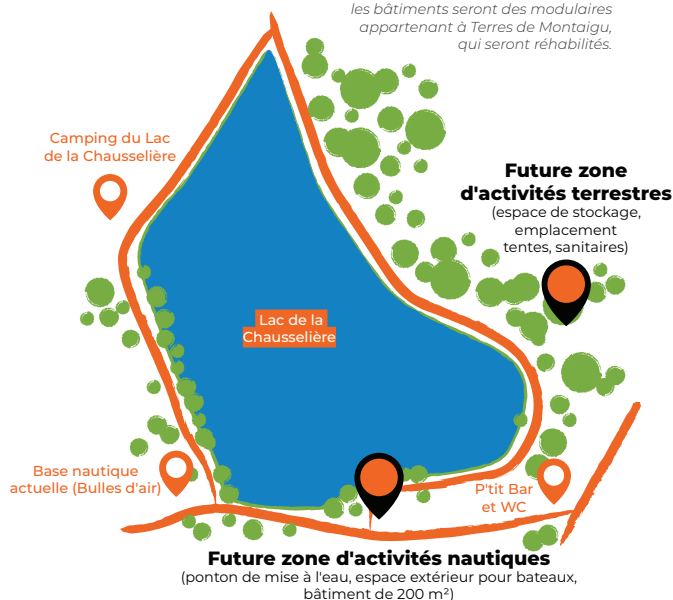 les bâtiments seront des modulaires
appartenant à Terres de Montaigu,
qui seront réhabilités.
Camping du Lac
de la Chausselière
Future zone
d'activités terrestres
(espace de stockage,
emplacement
tentes, sanitaires)
Lac de la
Chausselière
Base nautique
actuelle (Bulles d'air)
P'tit Bar
et WC
Future zone d'activités nautiques
(ponton de mise à l'eau, espace extérieur pour bateaux,
bâtiment de 200 m²)